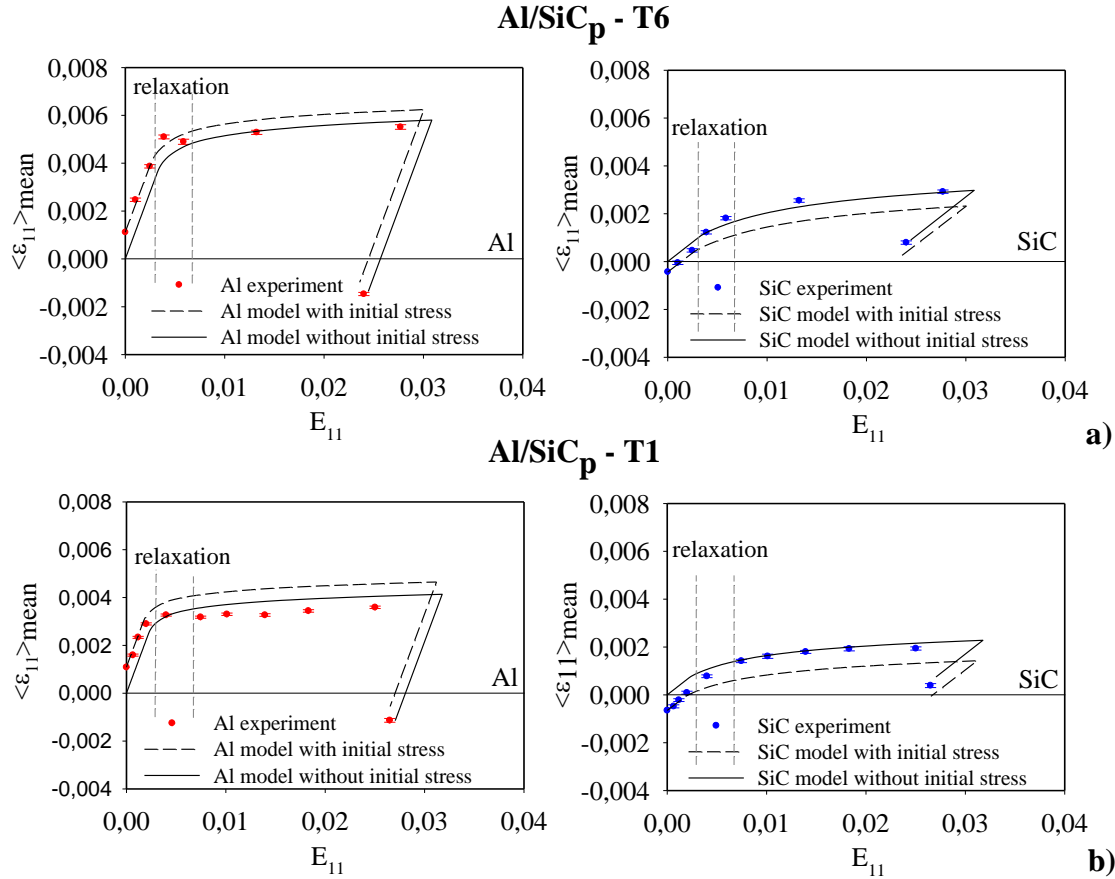 Al/SiCp - T6
0,008
0,006
0,004
0,002
0,000
-0,002
-0,004
<ε11>mean
relaxation
Al
Al experiment
Al model with initial stress
Al model without initial stress
0,00 0,01 0,02 0,03 0,04
E11
0,008
0,006
0,004
0,002
0,000
-0,002
-0,004
<ε11>mean
relaxation
SiC
SiC experiment
SiC model with initial stress
SiC model without initial stress
0,00 0,01 0,02 0,03 0,04
E11
a)
Al/SiCp - T1
0,008
0,006
0,004
0,002
0,000
-0,002
-0,004
<ε11>mean
relaxation
Al
Al experiment
Al model with initial stress
Al model without initial stress
0,00 0,01 0,02 0,03 0,04
E11
0,008
0,006
0,004
0,002
0,000
-0,002
-0,004
<ε11>mean
relaxation
SiC
SiC experiment
SiC model with initial stress
SiC model without initial stress
0,00 0,01 0,02 0,03 0,04
E11
b)